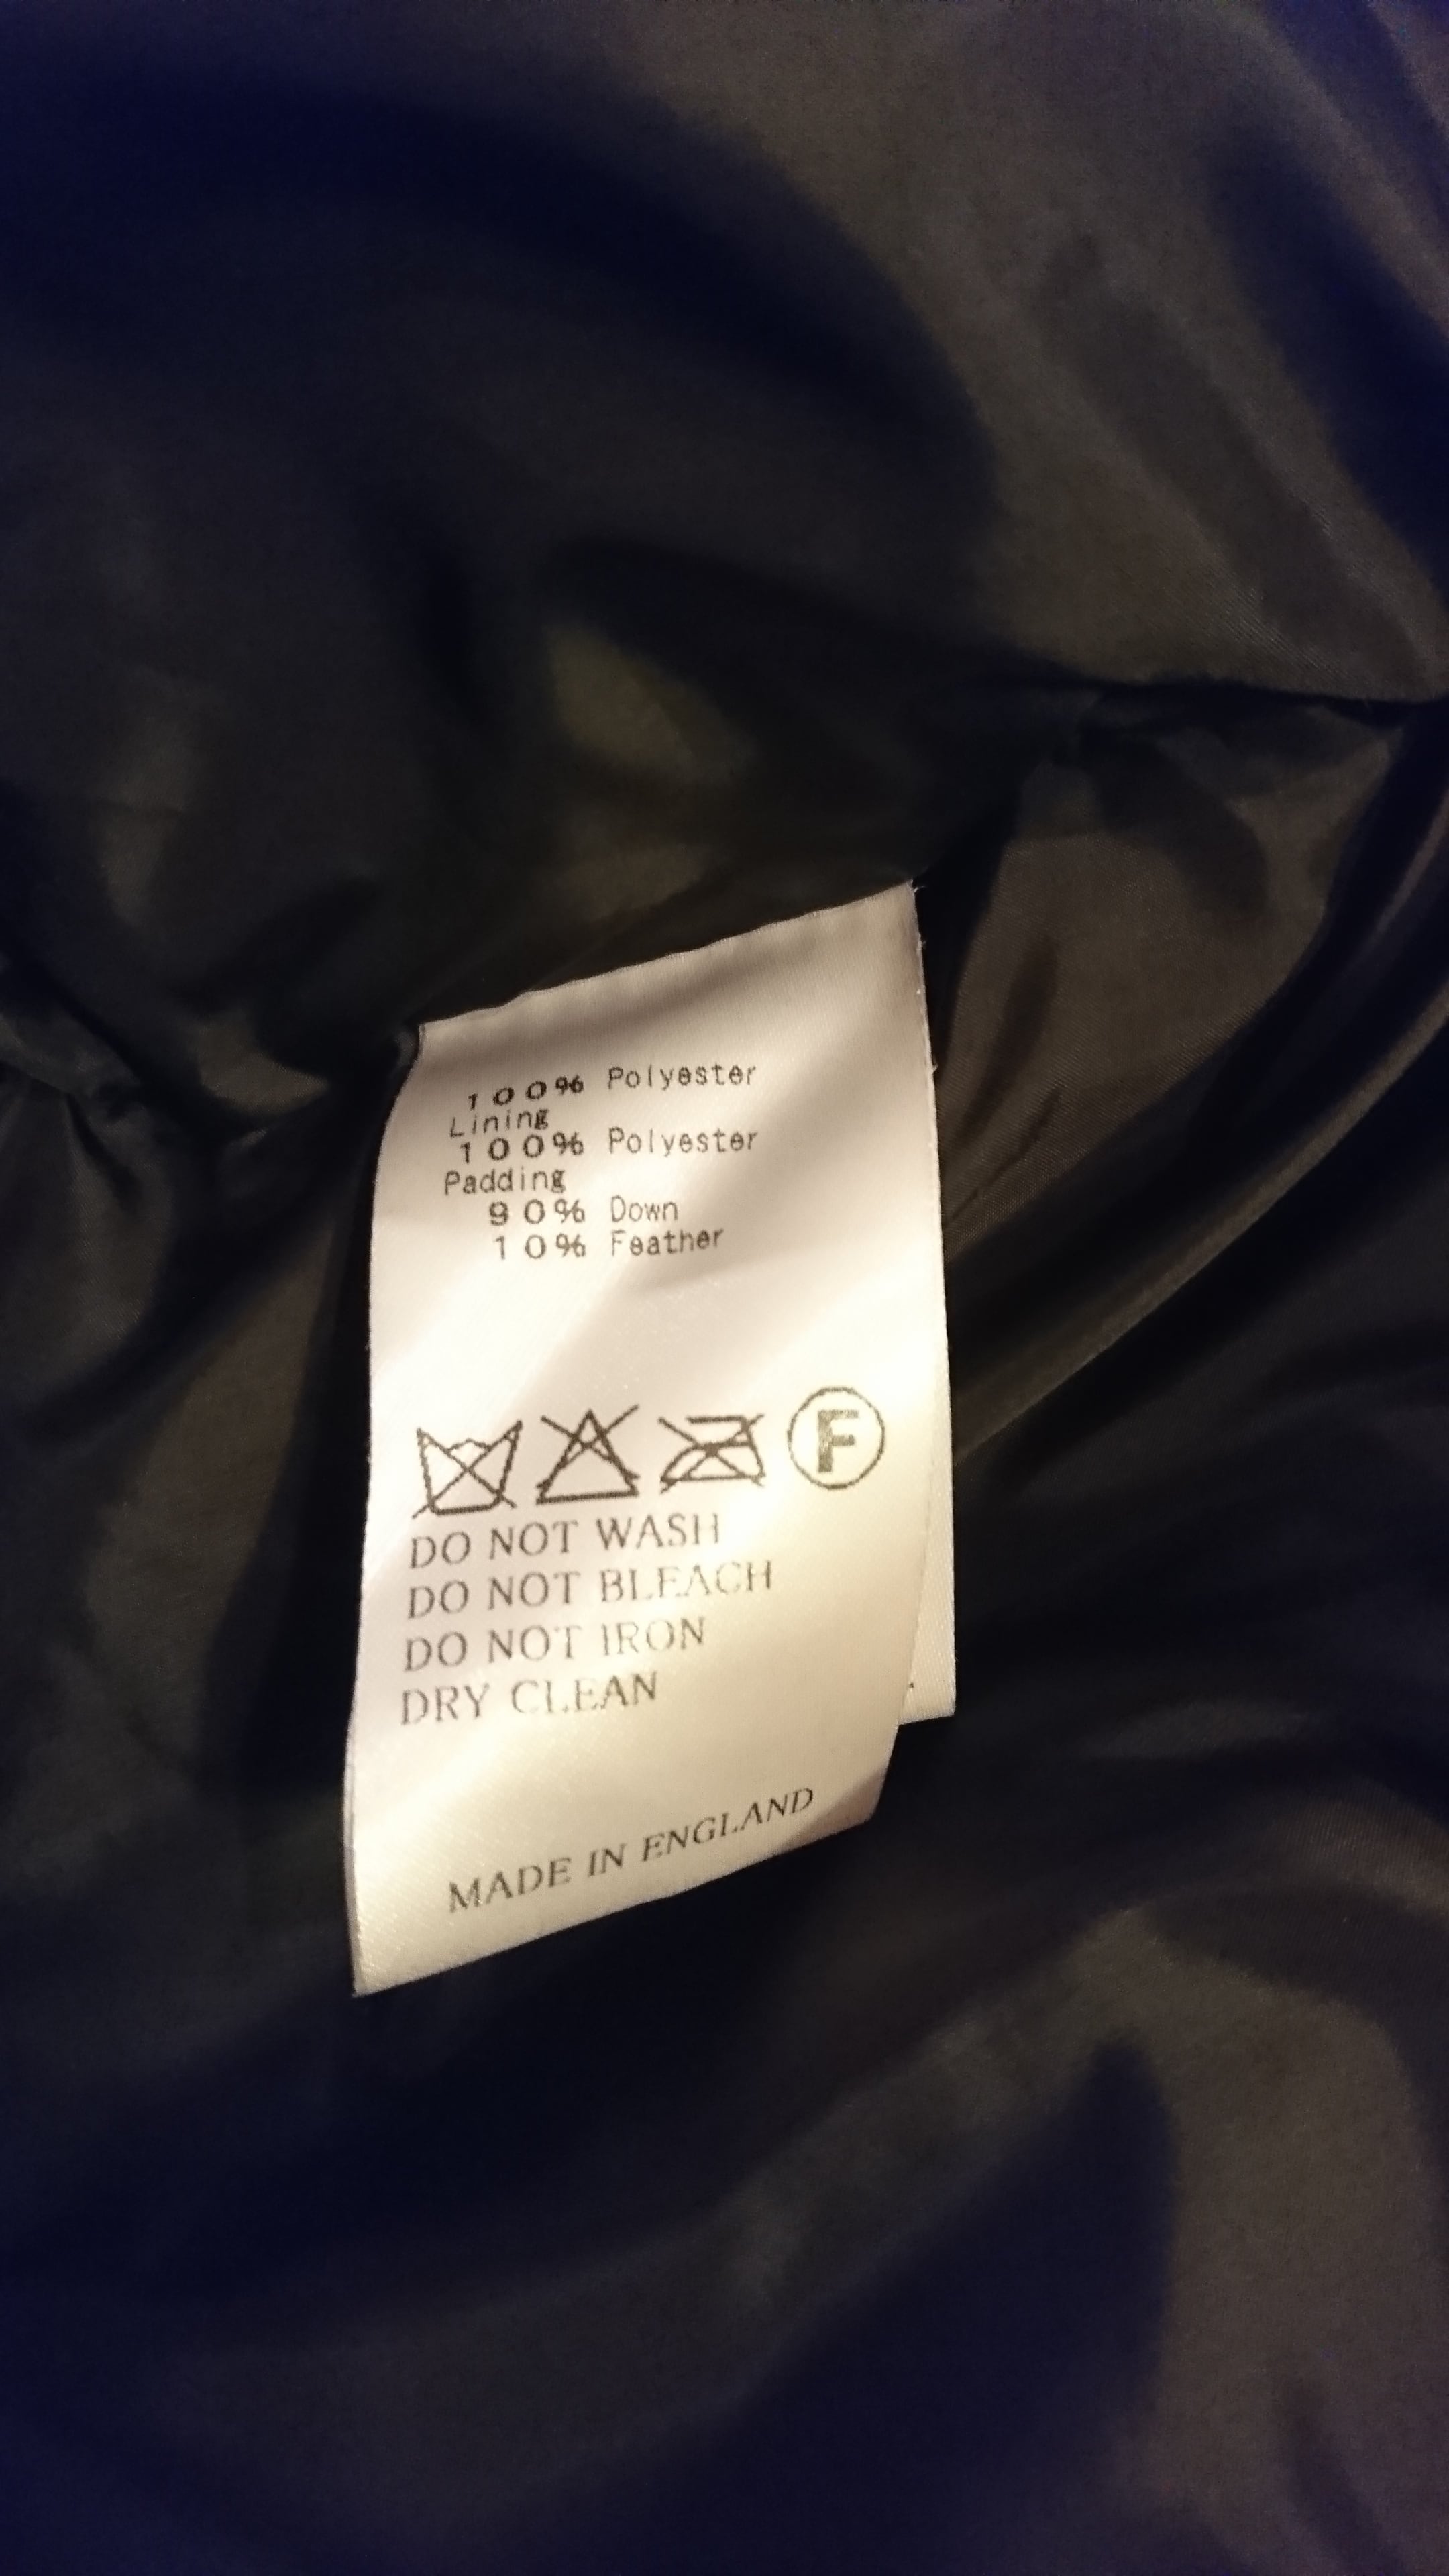 100% Polyester
Lining
100% Polyester
Padding
90% Down
10% Feather
F
DO NOT WASH
DO NOT BLEACH
DO NOT IRON
DRY CLEAN
MADE IN ENGLAND